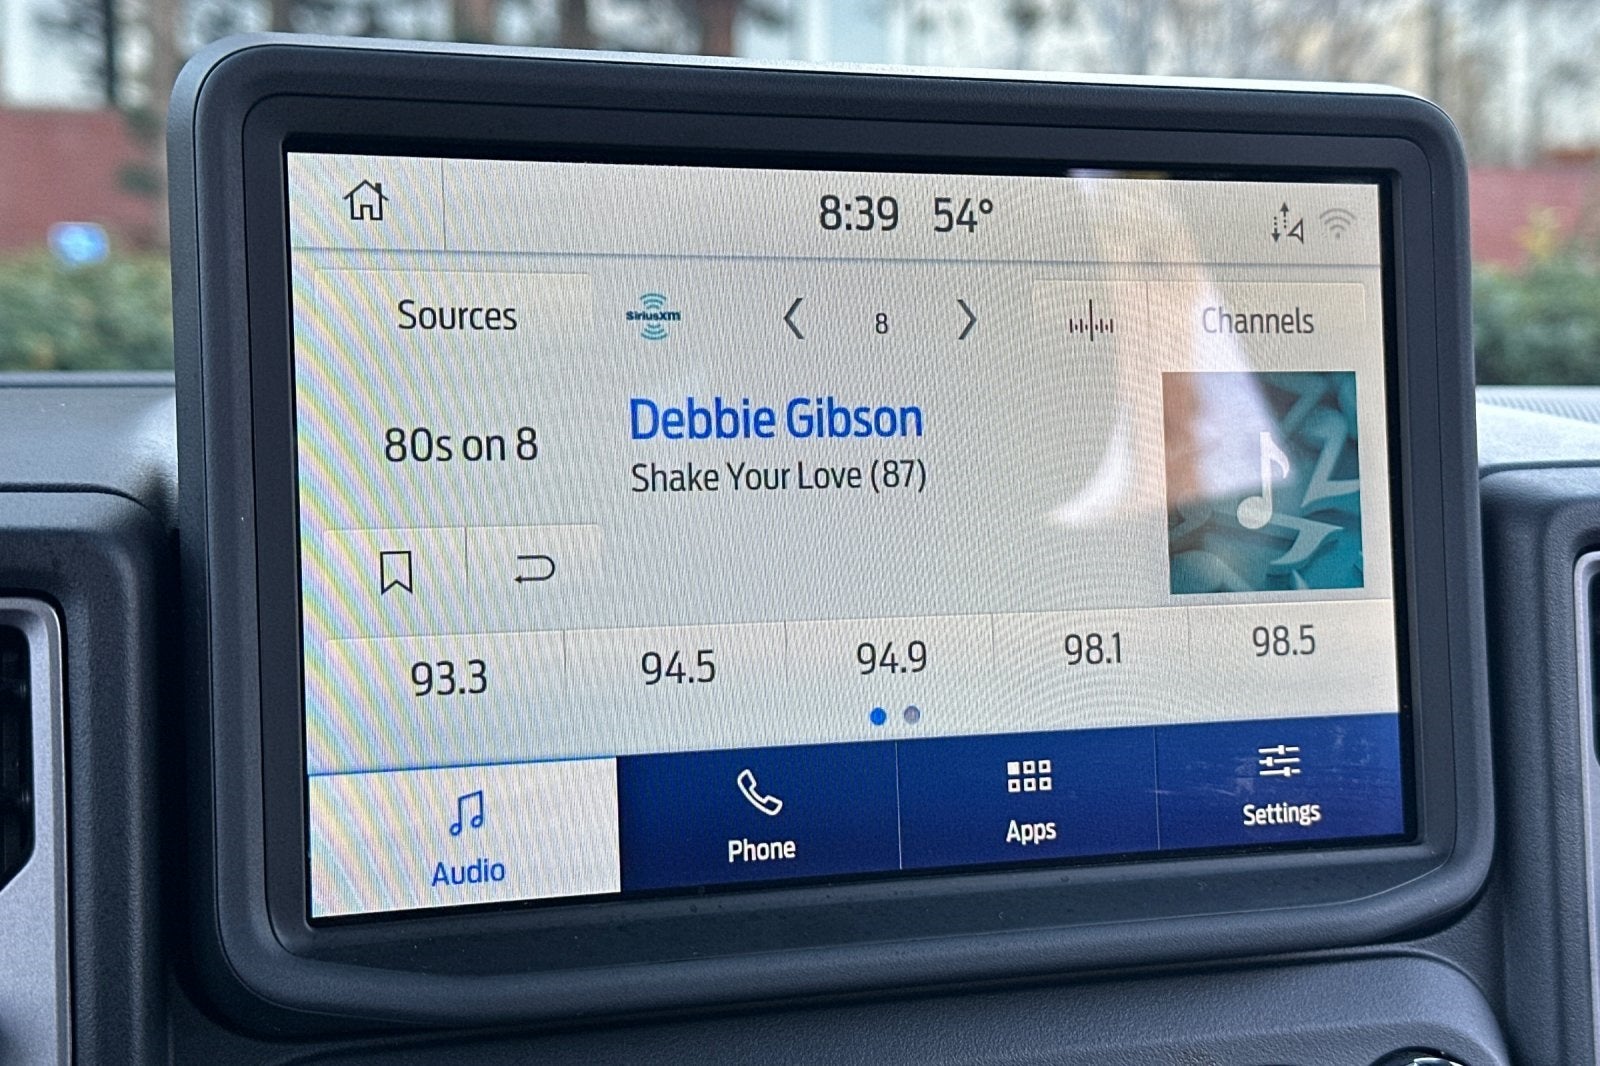 8:39 54°
Sources
SiriusXM
8
Channels
80s on 8
Debbie Gibson
Shake Your Love (87)
93.3
94.5
94.9
98.1
98.5
Audio
Phone
Apps
Settings